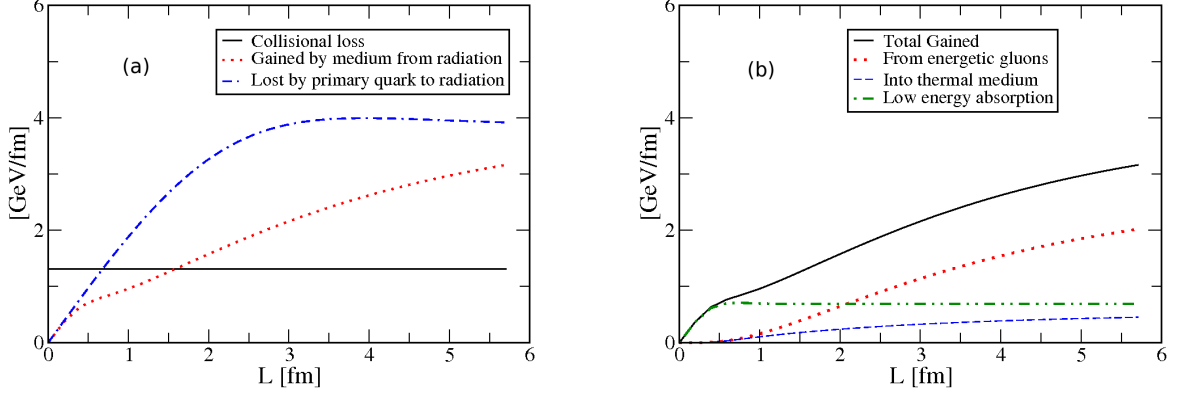 6
4
2
0
[GeV/fm]
(a)
Collisional loss
Gained by medium from radiation
Lost by primary quark to radiation
0 1 2 3 4 5 6
L [fm]
6
4
2
0
[GeV/fm]
(b)
Total Gained
From energetic gluons
Into thermal medium
Low energy absorption
0 1 2 3 4 5 6
L [fm]